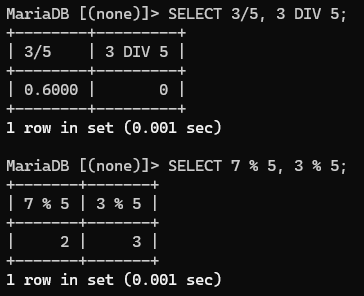 MariaDB [(none)]> SELECT 3/5, 3 DIV 5;
+--------+---------+
| 3/5    | 3 DIV 5 |
+--------+---------+
| 0.6000 |       0 |
+--------+---------+
1 row in set (0.001 sec)

MariaDB [(none)]> SELECT 7 % 5, 3 % 5;
+-------+-------+
| 7 % 5 | 3 % 5 |
+-------+-------+
|     2 |     3 |
+-------+-------+
1 row in set (0.001 sec)